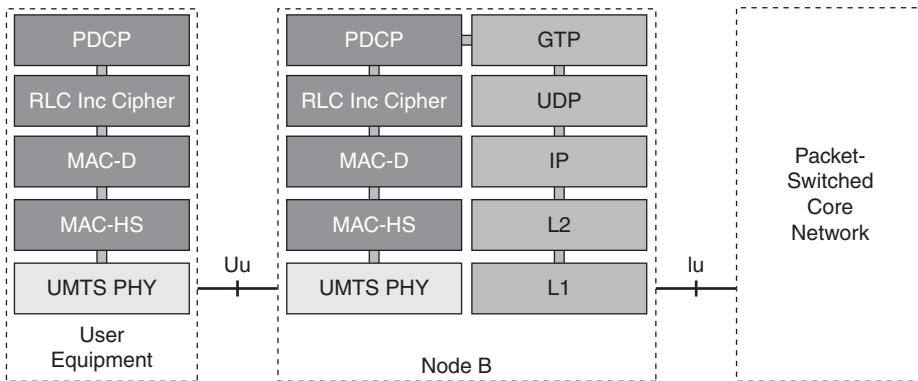 PDCP
RLC Inc Cipher
MAC-D
MAC-HS
UMTS PHY
User
Equipment
Uu
PDCP
RLC Inc Cipher
MAC-D
MAC-HS
UMTS PHY
GTP
UDP
IP
L2
L1
Node B
Iu
Packet-
Switched
Core
Network